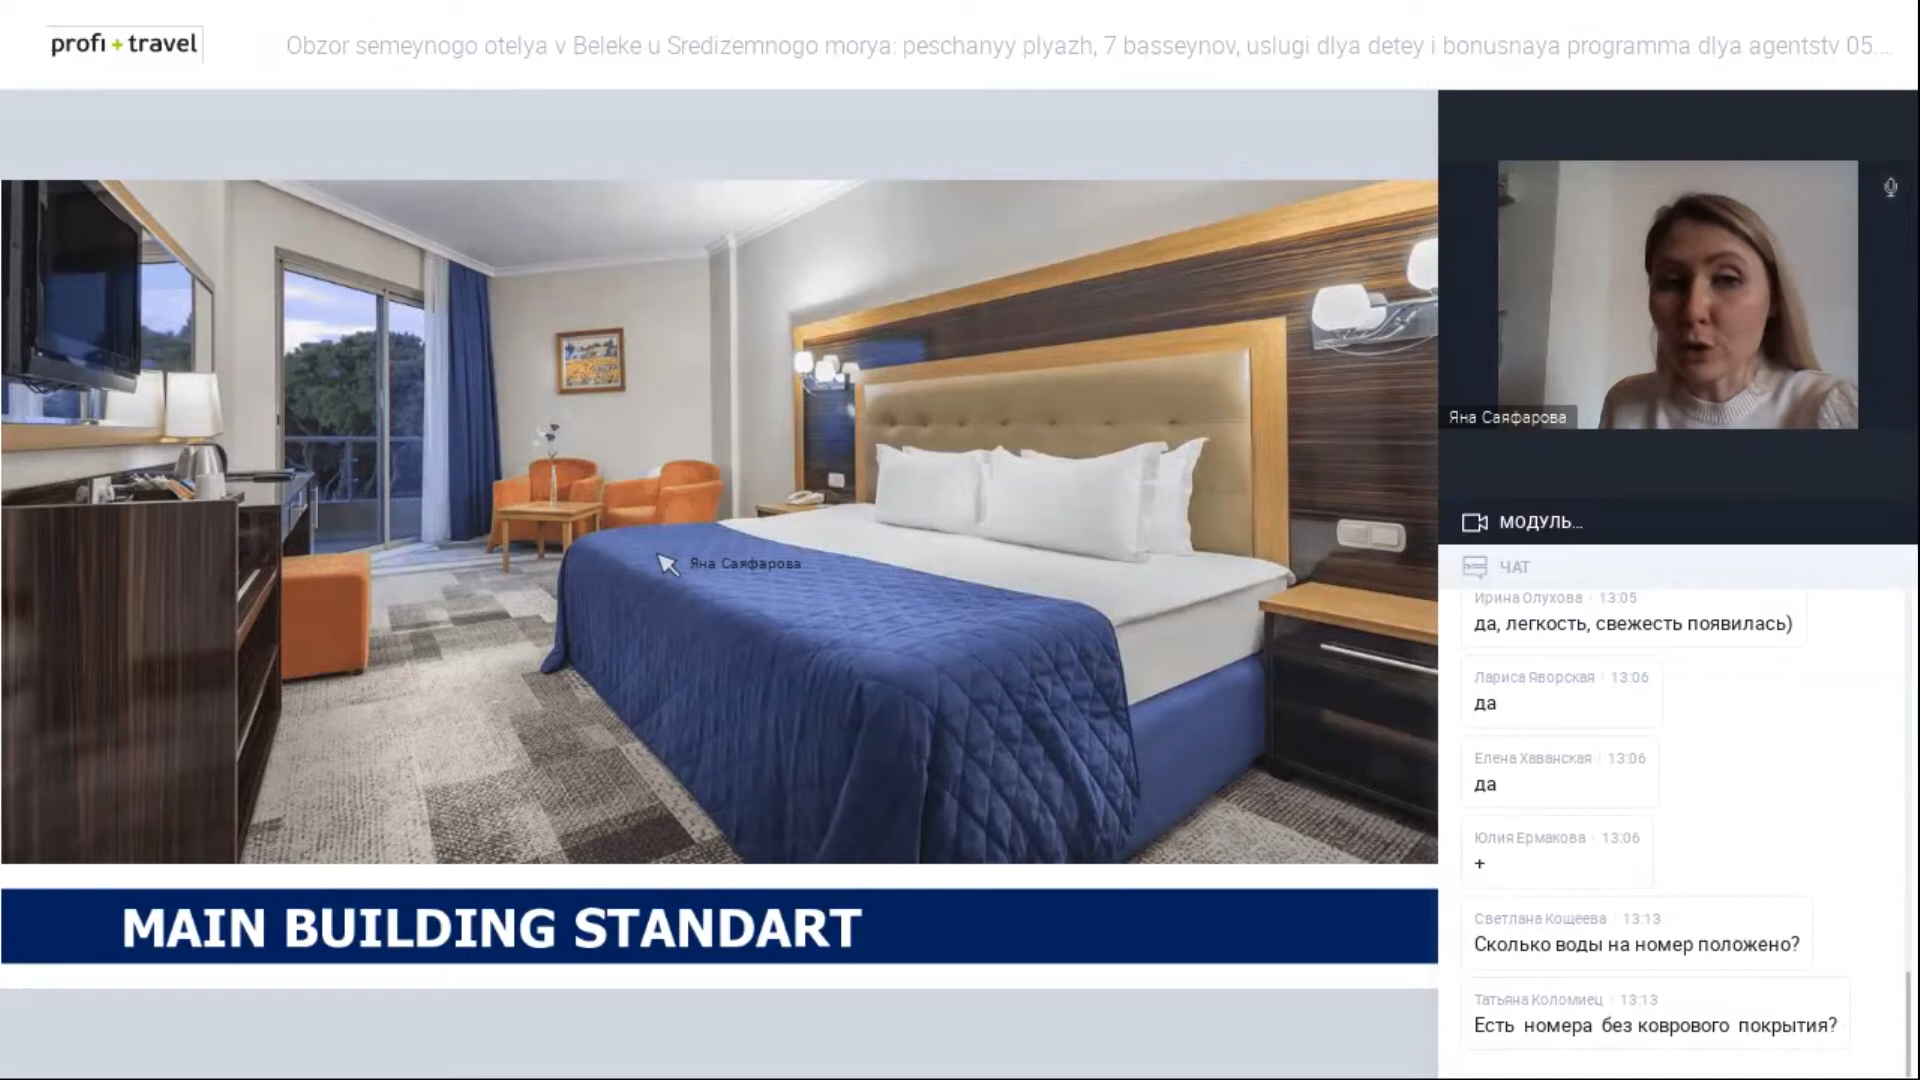 profi + travel
Obzor semeynogo otelya v Beleke u Sredizemnogo morya: peschanyy plyazh, 7 basseynov, uslugi dlya detey i bonusnaya programma dlya agentstv 05....
Яна Саяфарова
МОДУЛЬ...
ЧАТ
Яна Саяфарова
Ирина Олухова 13:05
да, легкость, свежесть появилась)
Лариса Яворская 13:06
да
Елена Хаванская 13:06
да
Юлия Ермакова 13:06
+
Светлана Кощеева 13:13
Сколько воды на номер положено?
Татьяна Коломиец 13:13
Есть номера без коврового покрытия?
MAIN BUILDING STANDART